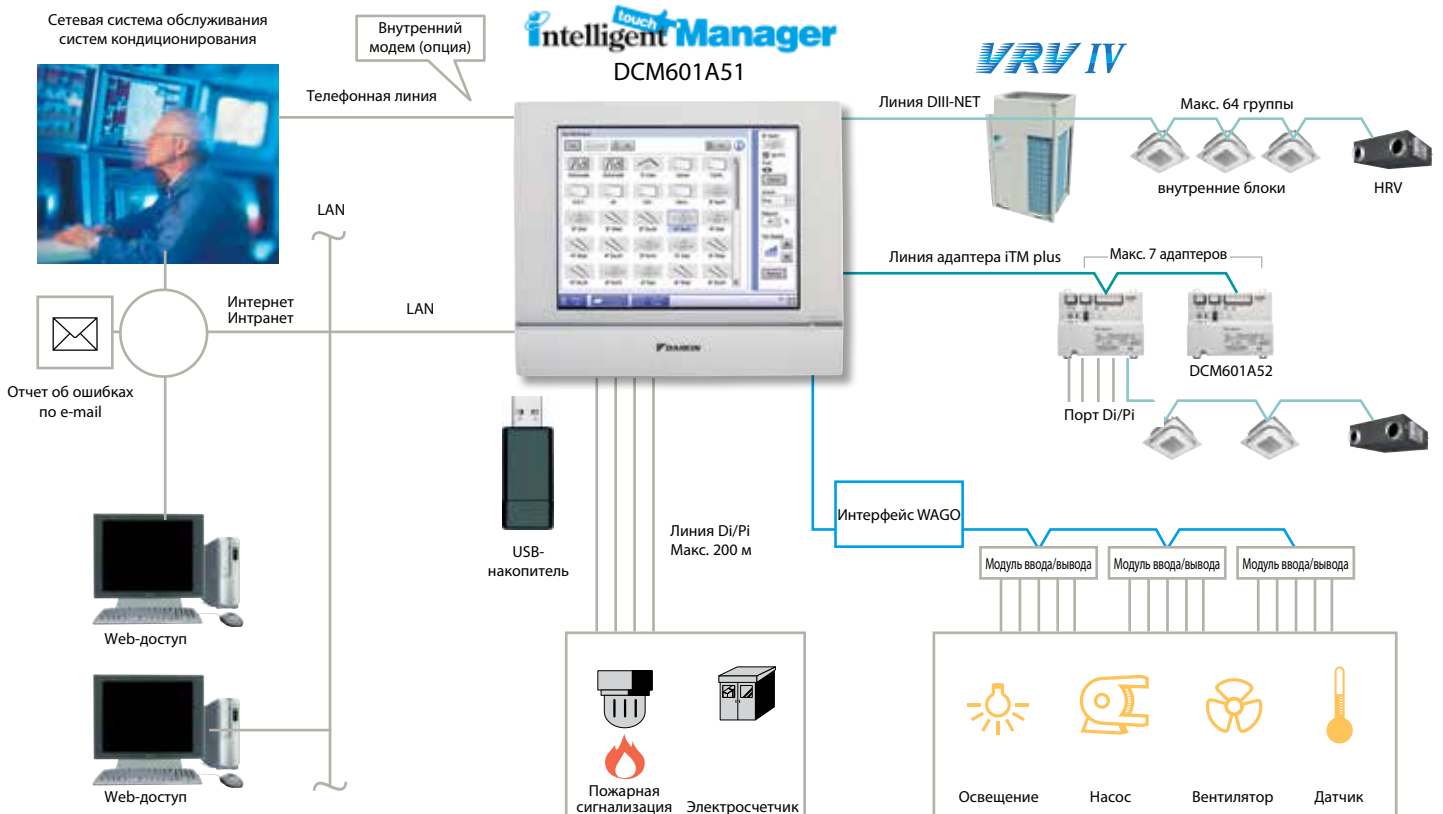 Сетевая система обслуживания
систем кондиционирования
Внутренний
модем (опция)
touch
intelligent Manager
DCM601A51
VRV IV
Телефонная линия
Линия DIII-NET
Макс. 64 группы
внутренние блоки
HRV
LAN
Линия адаптера iTM plus
Макс. 7 адаптеров
Интернет
Интранет
LAN
DAIKIN
DCM601A52
Отчет об ошибках
по e-mail
Порт Di/Pi
Интерфейс WAGO
Линия Di/Pi
Макс. 200 м
USB-
накопитель
Модуль ввода/вывода
Модуль ввода/вывода
Модуль ввода/вывода
Web-доступ
Web-доступ
Пожарная
сигнализация
Электросчетчик
Освещение
Насос
Вентилятор
Датчик